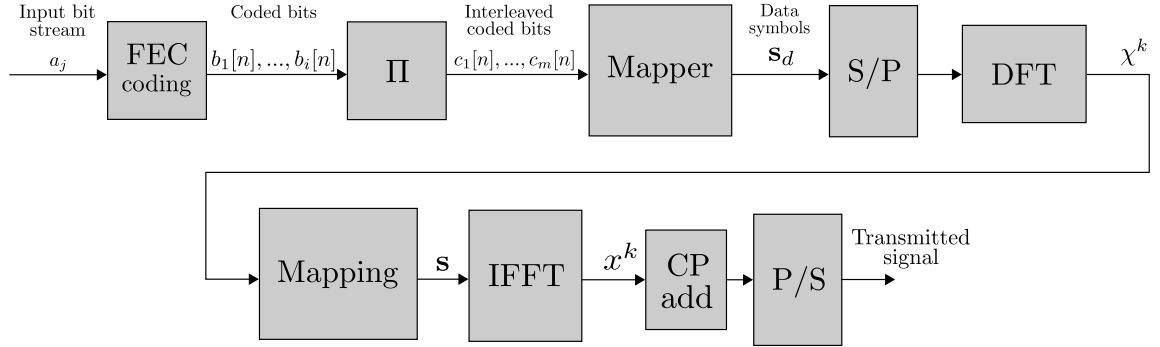 Input bit
stream
a_j
FEC
coding
Coded bits
b_1[n],...,b_i[n]
Π
Interleaved
coded bits
c_1[n],...,c_m[n]
Mapper
Data
symbols
s_d
S/P
DFT
χ^k
Mapping
s
IFFT
x^k
CP
add
P/S
Transmitted
signal